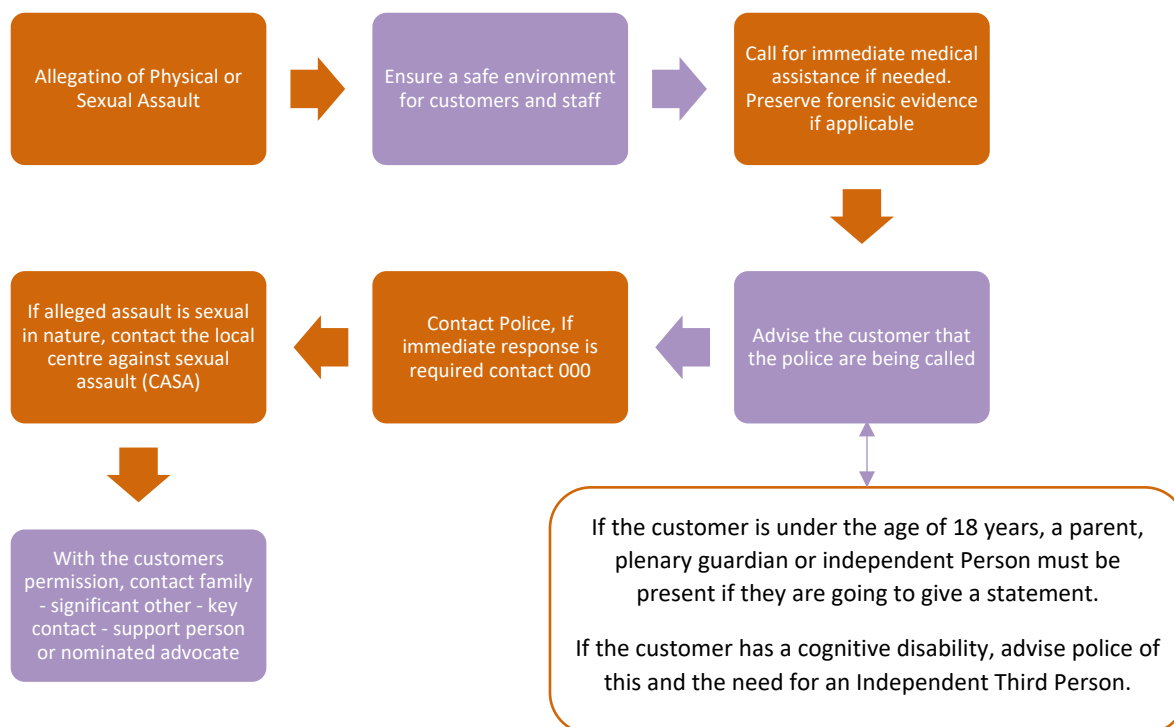 Allegatino of Physical or
Sexual Assault
Ensure a safe environment
for customers and staff
Call for immediate medical
assistance if needed.
Preserve forensic evidence
if applicable
Advise the customer that
the police are being called
If the customer is under the age of 18 years, a parent,
plenary guardian or independent Person must be
present if they are going to give a statement.
If the customer has a cognitive disability, advise police of
this and the need for an Independent Third Person.
Contact Police, If
immediate response is
required contact 000
If alleged assault is sexual
in nature, contact the local
centre against sexual
assault (CASA)
With the customers
permission, contact family
- significant other - key
contact - support person
or nominated advocate